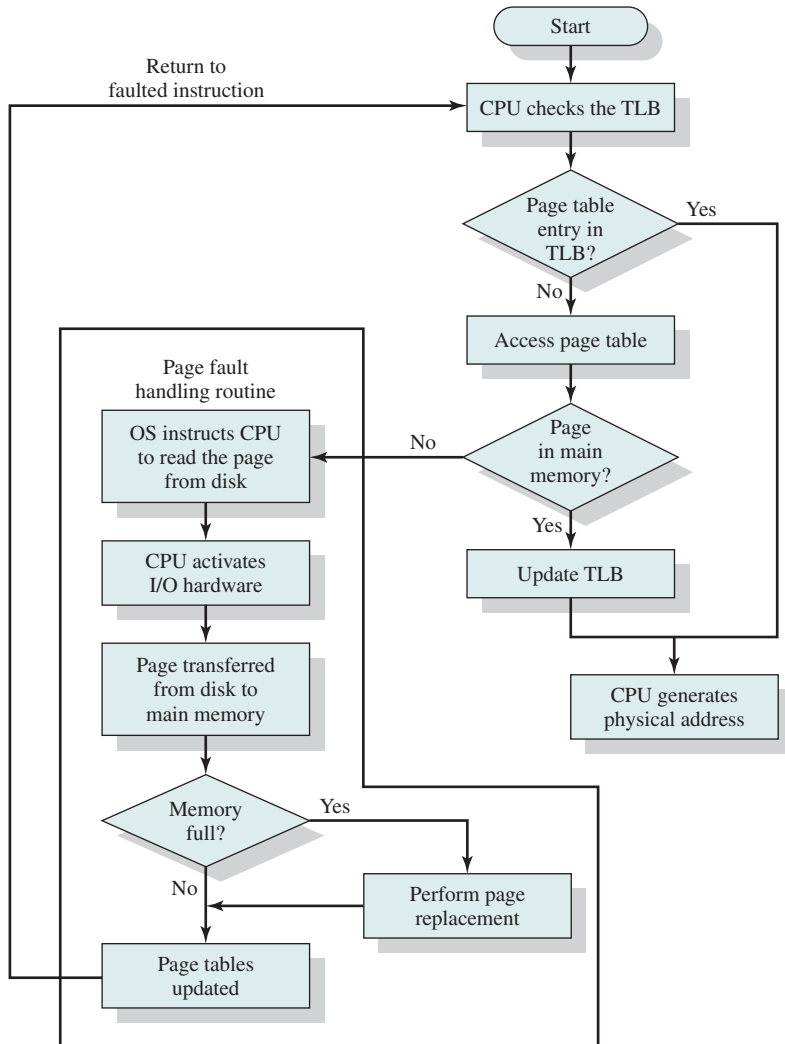 Start
Return to
faulted instruction
CPU checks the TLB
Page table
entry in
TLB?
Yes
No
Access page table
Page fault
handling routine
OS instructs CPU
to read the page
from disk
No
Page
in main
memory?
Yes
CPU activates
I/O hardware
Update TLB
Page transferred
from disk to
main memory
CPU generates
physical address
Memory
full?
Yes
No
Perform page
replacement
Page tables
updated